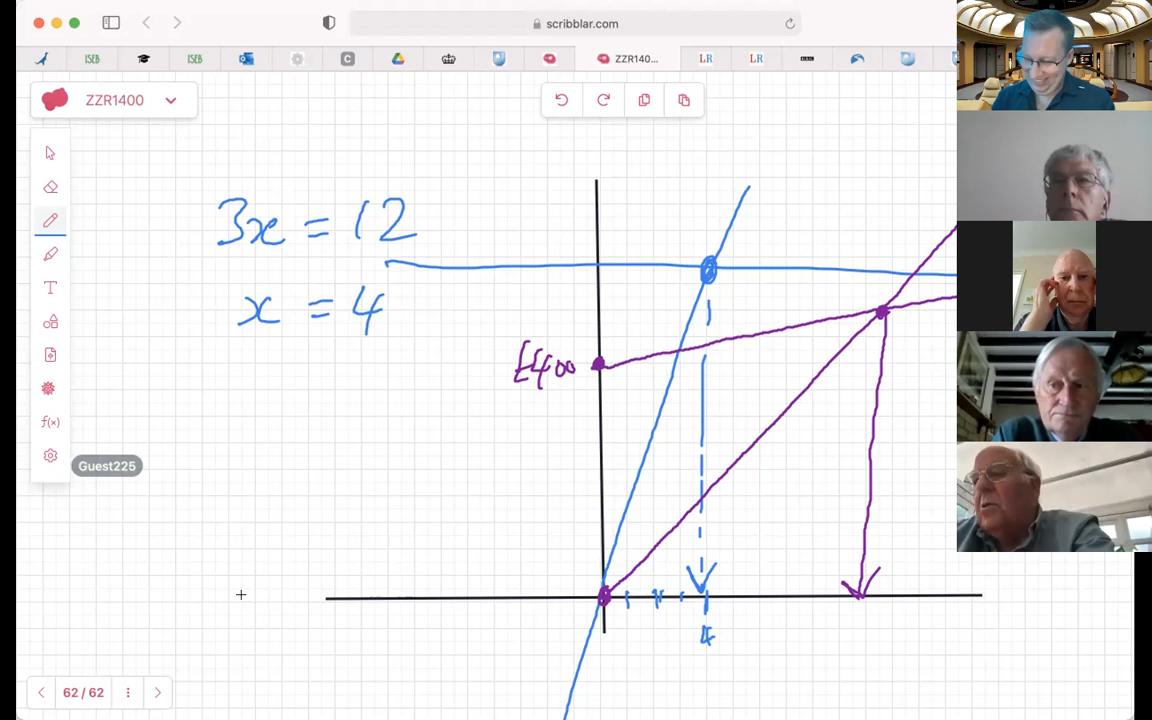 scribblar.com
ISEB
ISEB
C
ZZR140...
LR
LR
ZZR1400
3x = 12
x = 4
£400
T
f(x)
Guest225
4
62 / 62